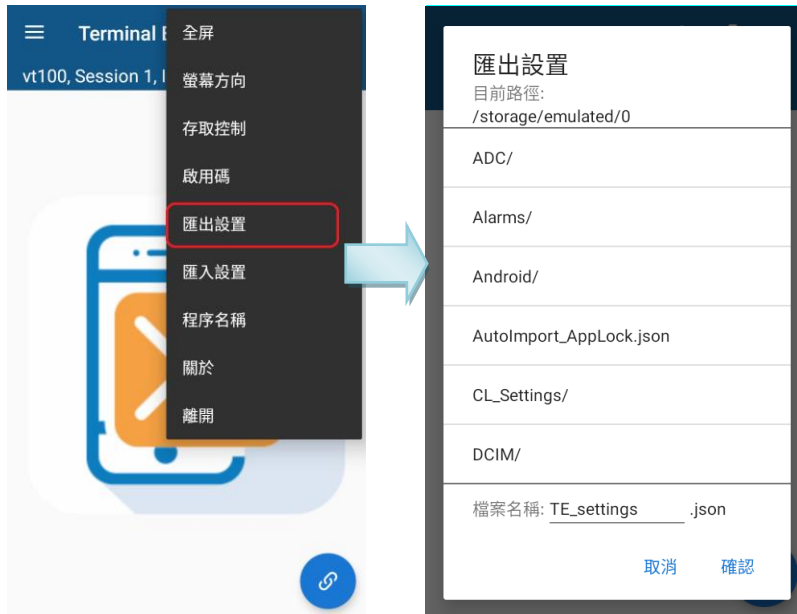 Terminal
vt100, Session 1,
全屏
螢幕方向
存取控制
啟用碼
匯出設置
匯入設置
程序名稱
關於
離開
匯出設置
目前路徑:
/storage/emulated/0
ADC/
Alarms/
Android/
AutoImport_AppLock.json
CL_Settings/
DCIM/
檔案名稱: TE_settings .json
取消 確認